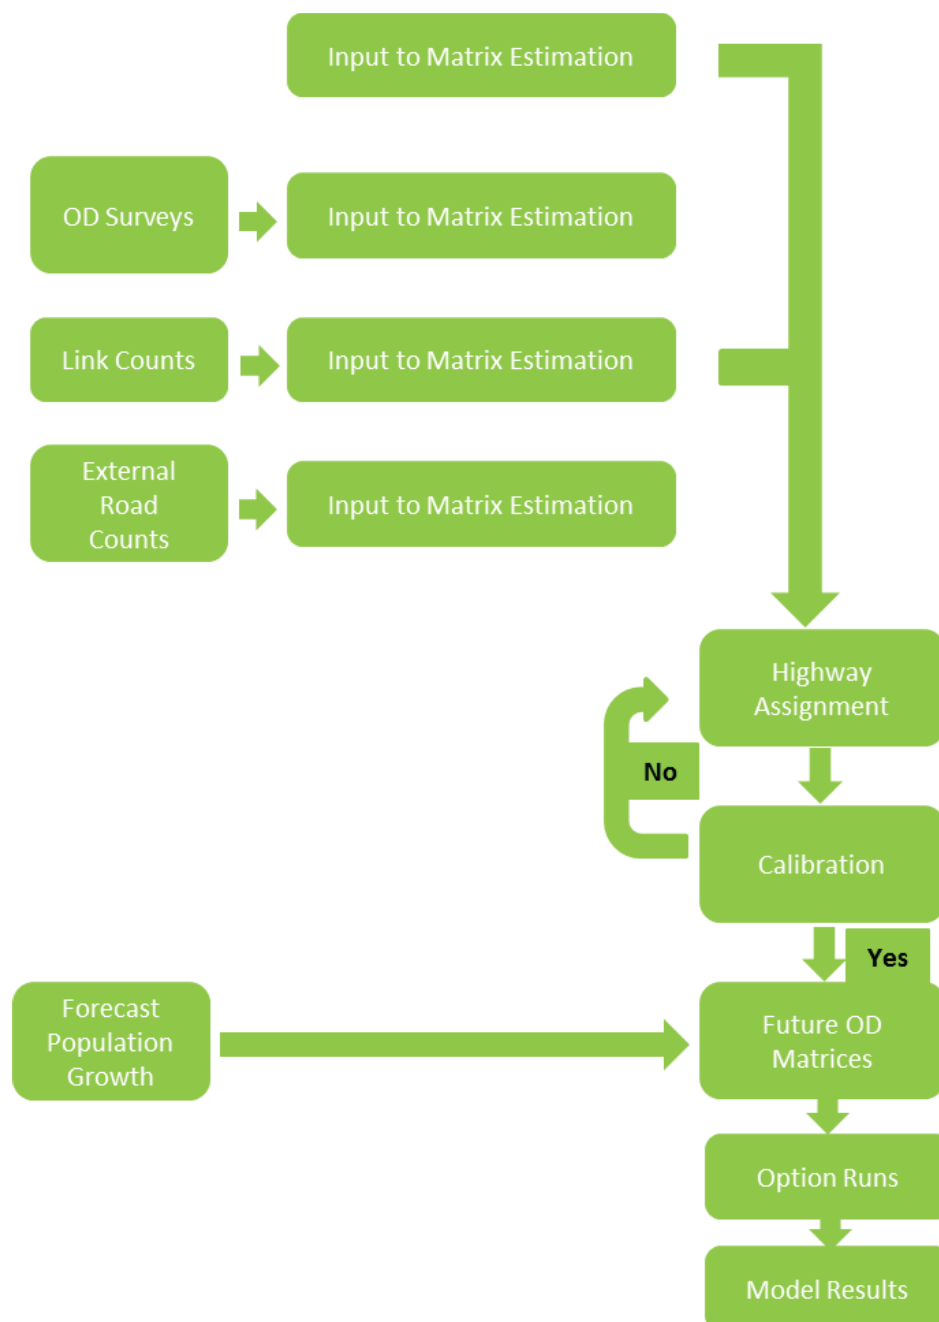 Input to Matrix Estimation
OD Surveys
Input to Matrix Estimation
Link Counts
Input to Matrix Estimation
External
Road
Counts
Input to Matrix Estimation
Highway
Assignment
No
Calibration
Yes
Forecast
Population
Growth
Future OD
Matrices
Option Runs
Model Results